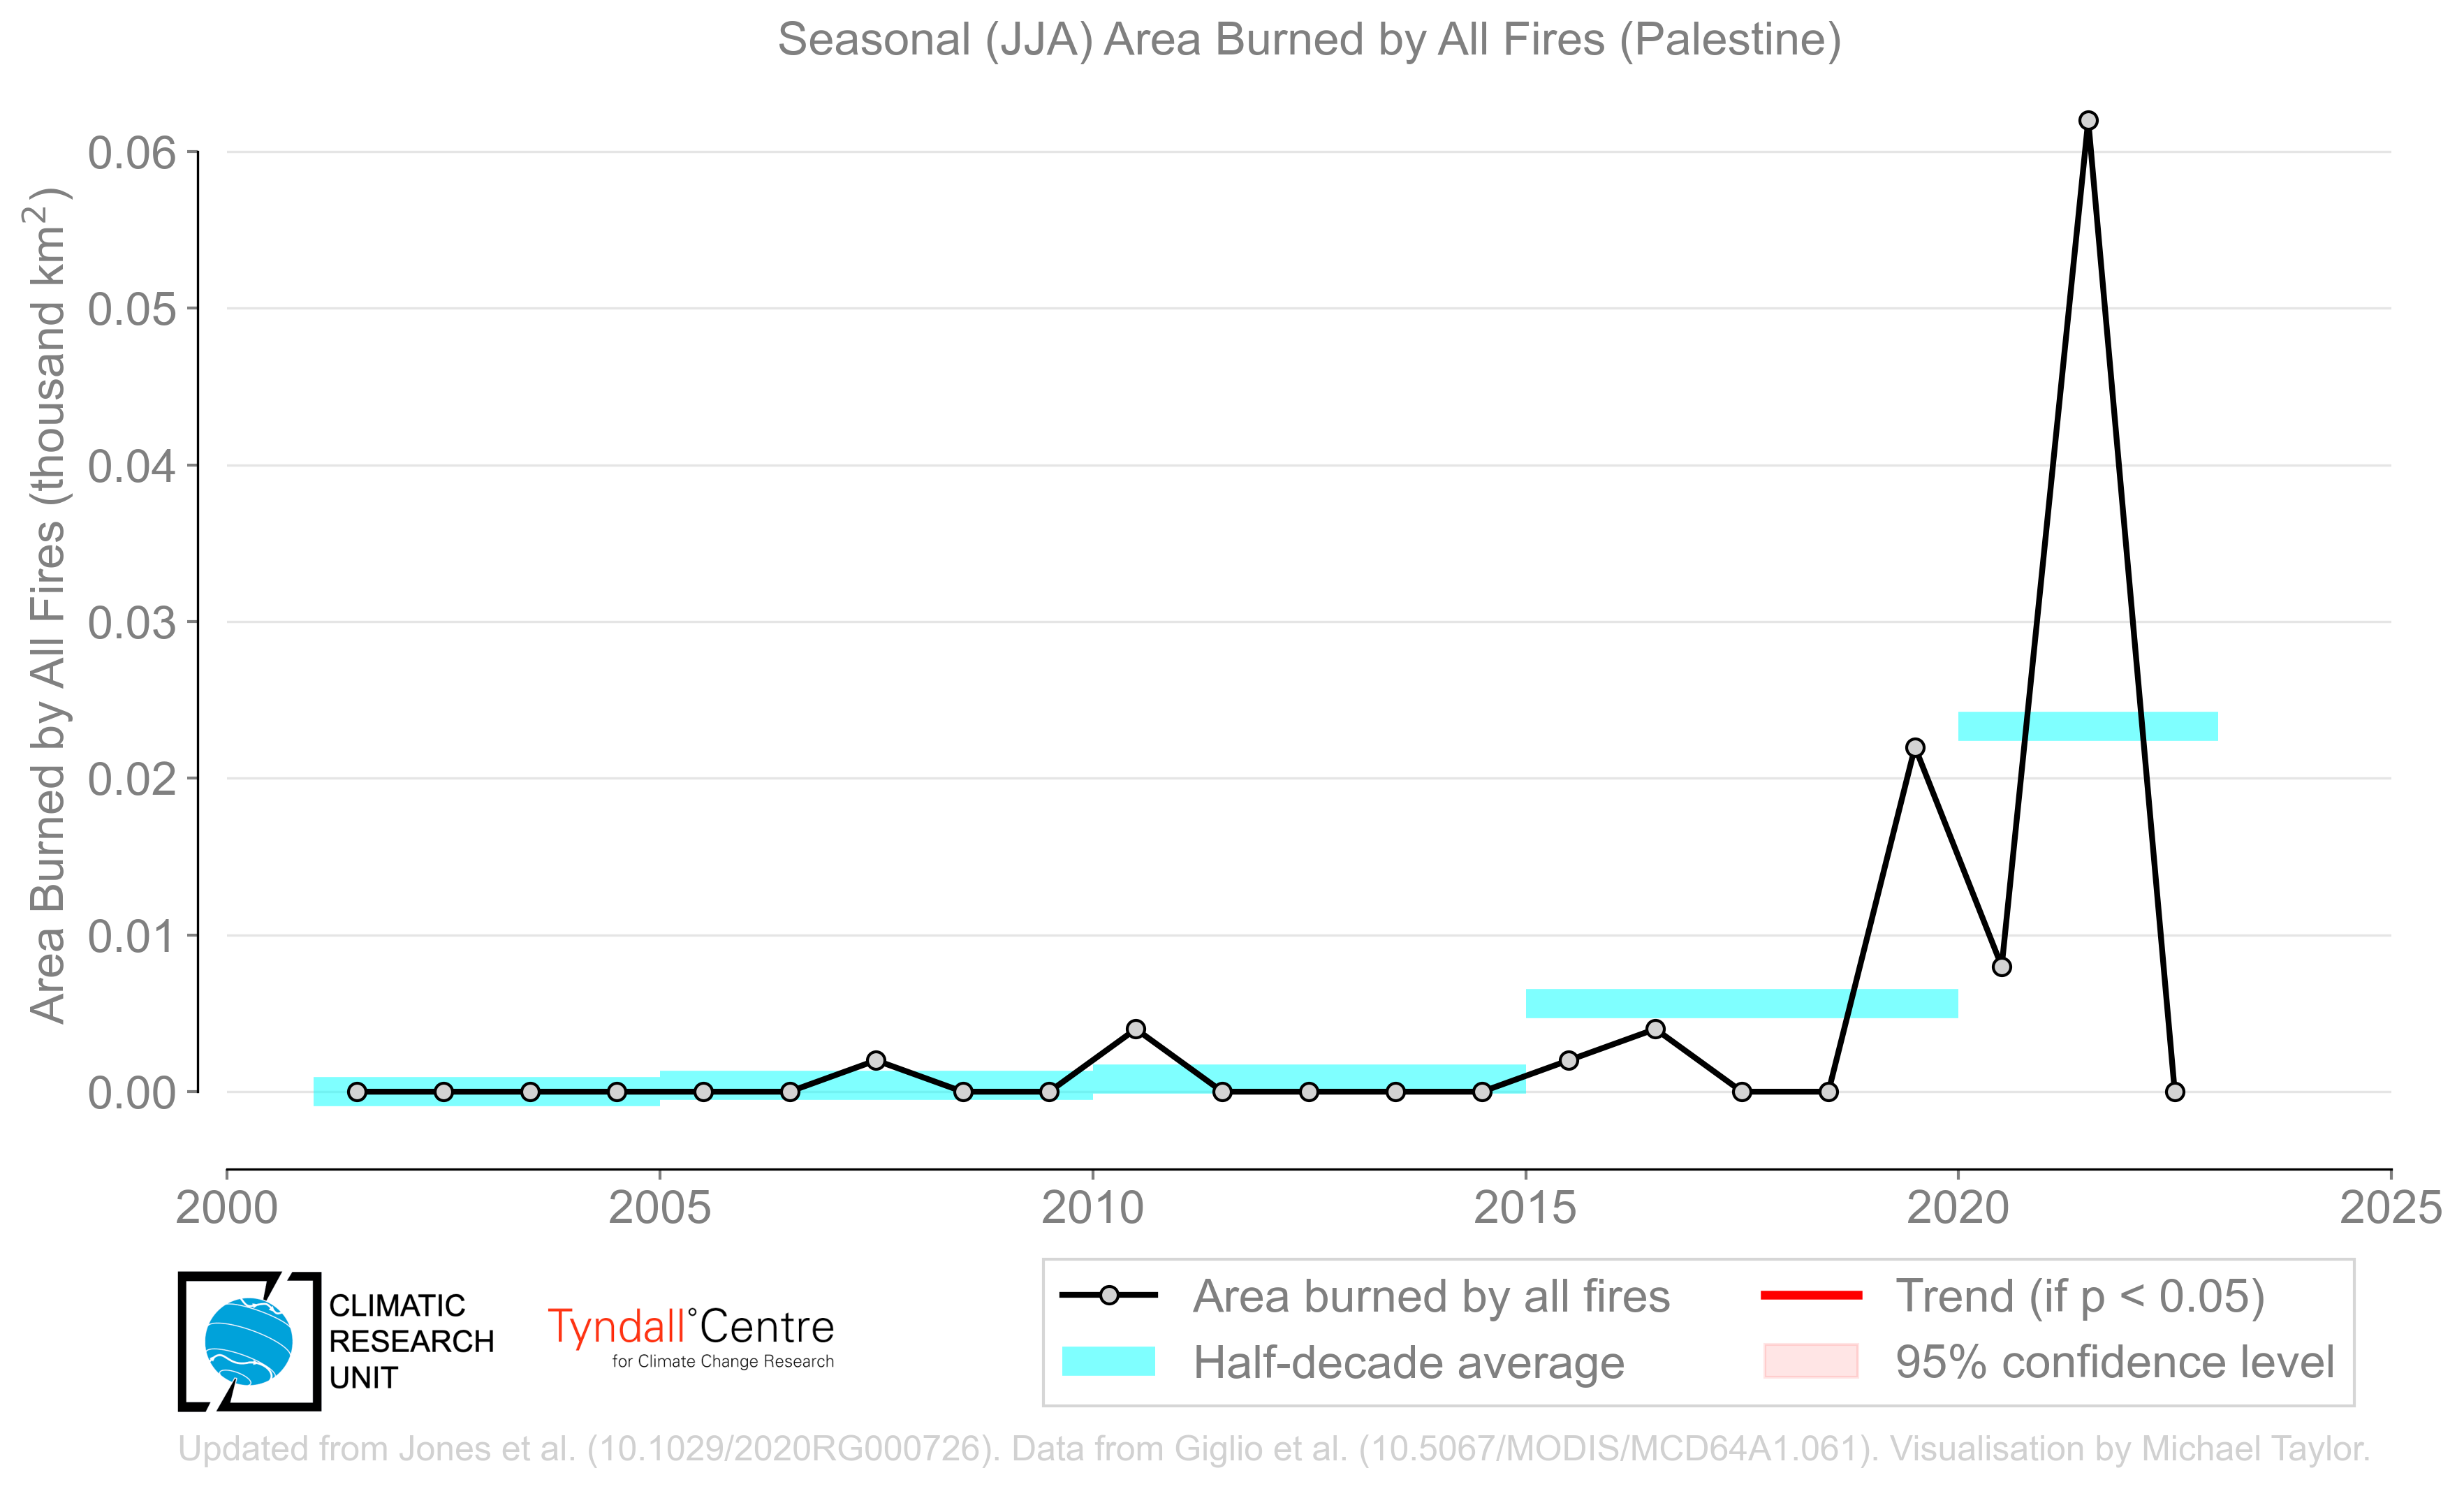 Seasonal (JJA) Area Burned by All Fires (Palestine)
Area Burned by All Fires (thousand km²)
0.06
0.05
0.04
0.03
0.02
0.01
0.00
2000 2005 2010 2015 2020 2025
CLIMATIC
RESEARCH
UNIT
Tyndall°Centre
for Climate Change Research
Area burned by all fires
Half-decade average
Trend (if p < 0.05)
95% confidence level
Updated from Jones et al. (10.1029/2020RG000726). Data from Giglio et al. (10.5067/MODIS/MCD64A1.061). Visualisation by Michael Taylor.